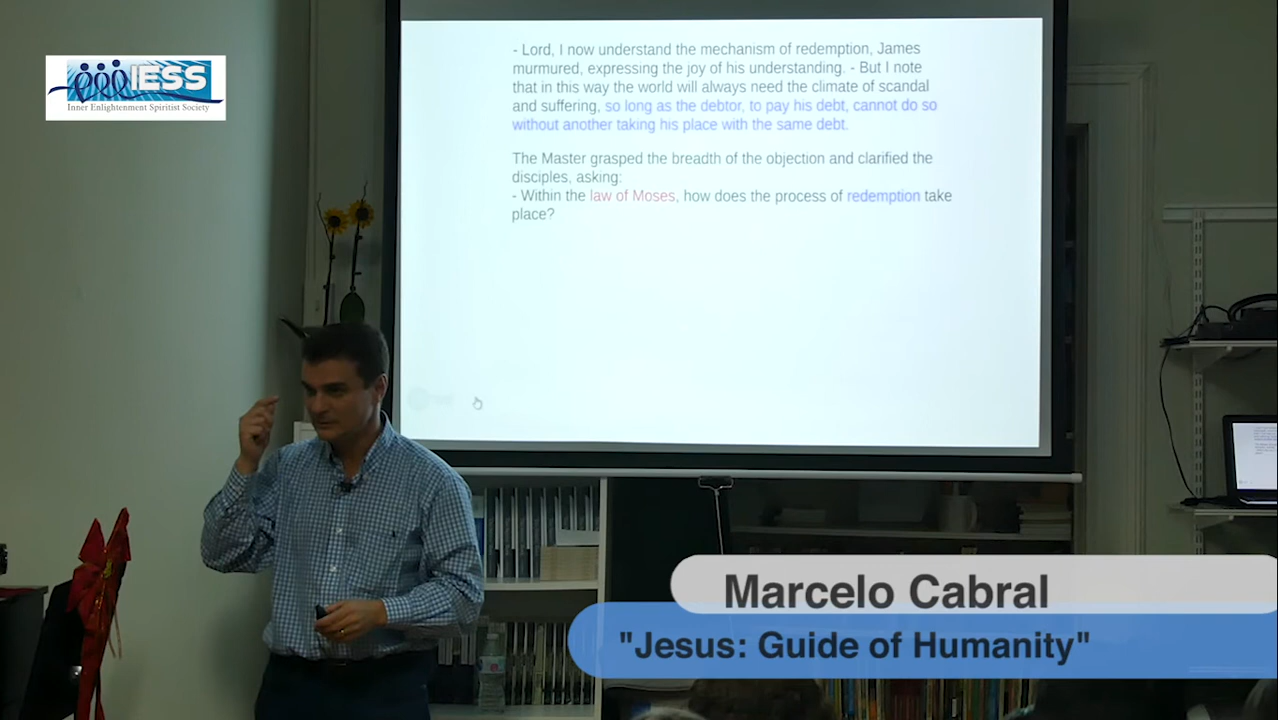 IESS
Inner Enlightenment Spiritist Society
- Lord, I now understand the mechanism of redemption, James
murmured, expressing the joy of his understanding. - But I note
that in this way the world will always need the climate of scandal
and suffering, so long as the debtor, to pay his debt, cannot do so
without another taking his place with the same debt.
The Master grasped the breadth of the objection and clarified the
disciples, asking:
- Within the law of Moses, how does the process of redemption take
place?
Marcelo Cabral
"Jesus: Guide of Humanity"